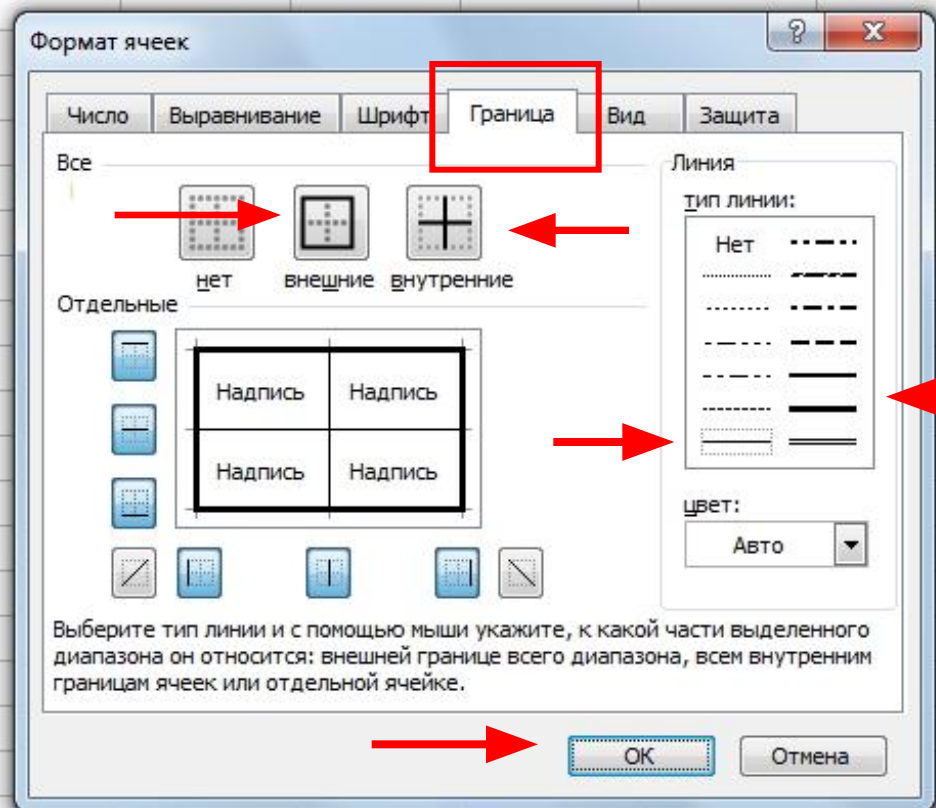 Формат ячеек
?
X
Число Выравнивание Шрифт Граница Вид Защита
Все
нет внешние внутренние
Отдельные
Надпись Надпись
Надпись Надпись
Линия
тип линии:
Нет
цвет:
Авто
Выберите тип линии и с помощью мыши укажите, к какой части выделенного
диапазона он относится: внешней границе всего диапазона, всем внутренним
границам ячеек или отдельной ячейке.
ОК Отмена